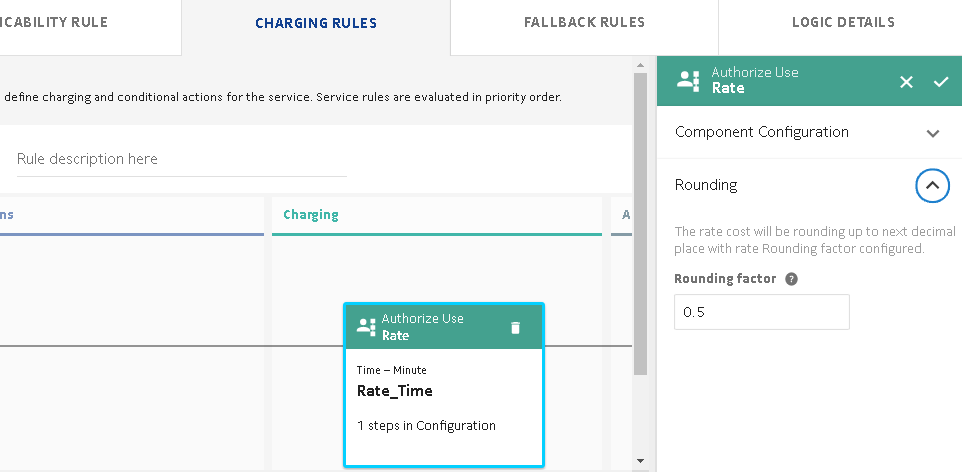 ICABILITY RULE
CHARGING RULES
FALLBACK RULES
LOGIC DETAILS
define charging and conditional actions for the service. Service rules are evaluated in priority order.
Rule description here
ns
Charging
A
Authorize Use
Rate
Time – Minute
Rate_Time
1 steps in Configuration
Authorize Use
Rate
Component Configuration
Rounding
The rate cost will be rounding up to next decimal
place with rate Rounding factor configured.
Rounding factor ?
0.5